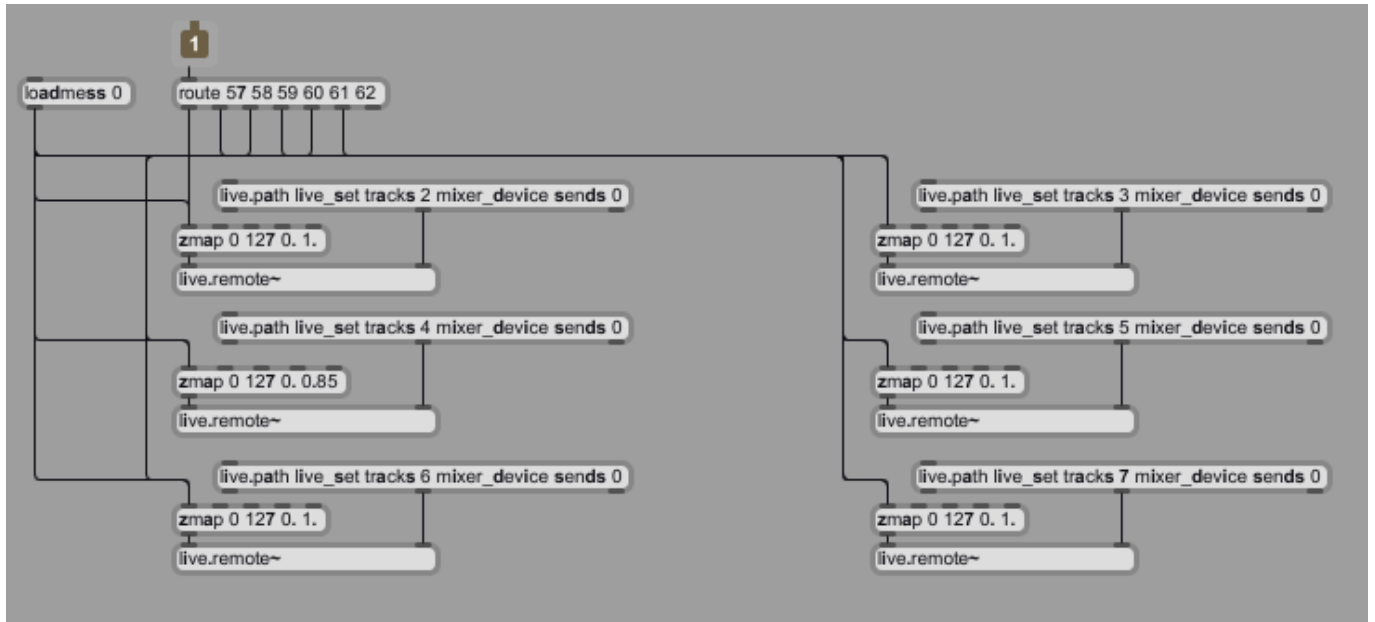 1
loadmess 0
route 57 58 59 60 61 62
live.path live_set tracks 2 mixer_device sends 0
live.path live_set tracks 3 mixer_device sends 0
zmap 0 127 0. 1.
zmap 0 127 0. 1.
live.remote~
live.remote~
live.path live_set tracks 4 mixer_device sends 0
live.path live_set tracks 5 mixer_device sends 0
zmap 0 127 0. 0.85
zmap 0 127 0. 1.
live.remote~
live.remote~
live.path live_set tracks 6 mixer_device sends 0
live.path live_set tracks 7 mixer_device sends 0
zmap 0 127 0. 1.
zmap 0 127 0. 1.
live.remote~
live.remote~